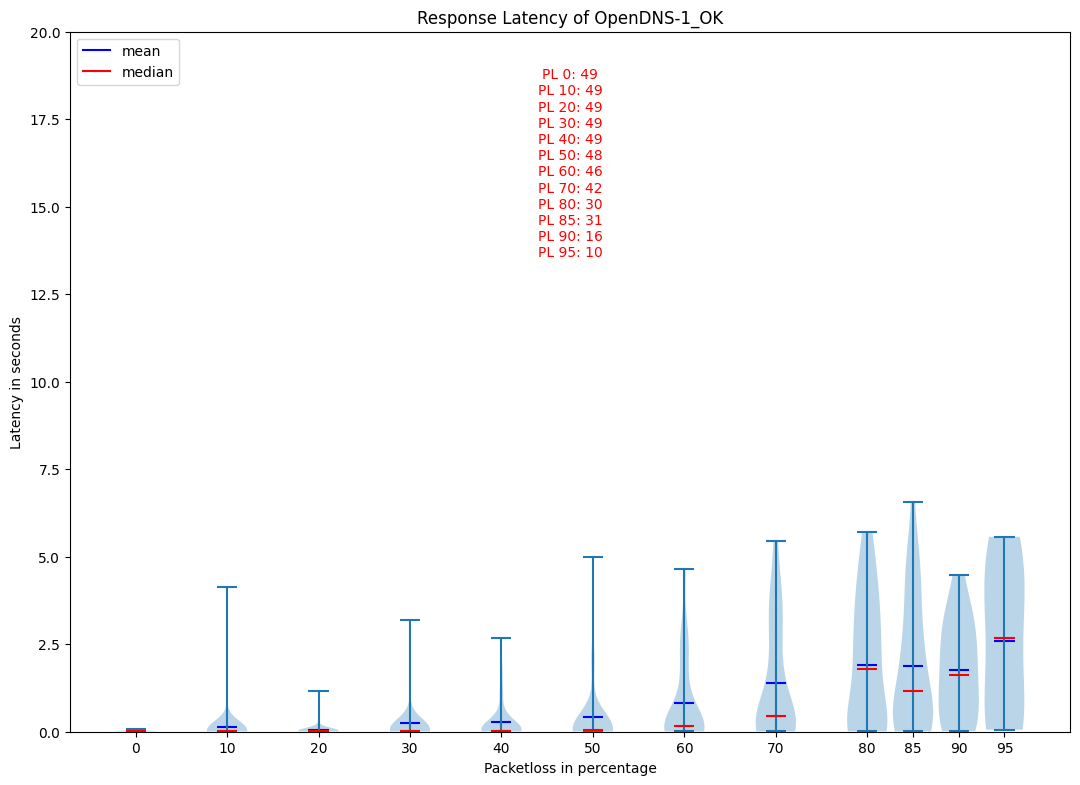 Response Latency of OpenDNS-1_OK
20.0
17.5
15.0
12.5
10.0
7.5
5.0
2.5
0.0
Latency in seconds
mean
median
PL 0: 49
PL 10: 49
PL 20: 49
PL 30: 49
PL 40: 49
PL 50: 48
PL 60: 46
PL 70: 42
PL 80: 30
PL 85: 31
PL 90: 16
PL 95: 10
0 10 20 30 40 50 60 70 80 85 90 95
Packetloss in percentage